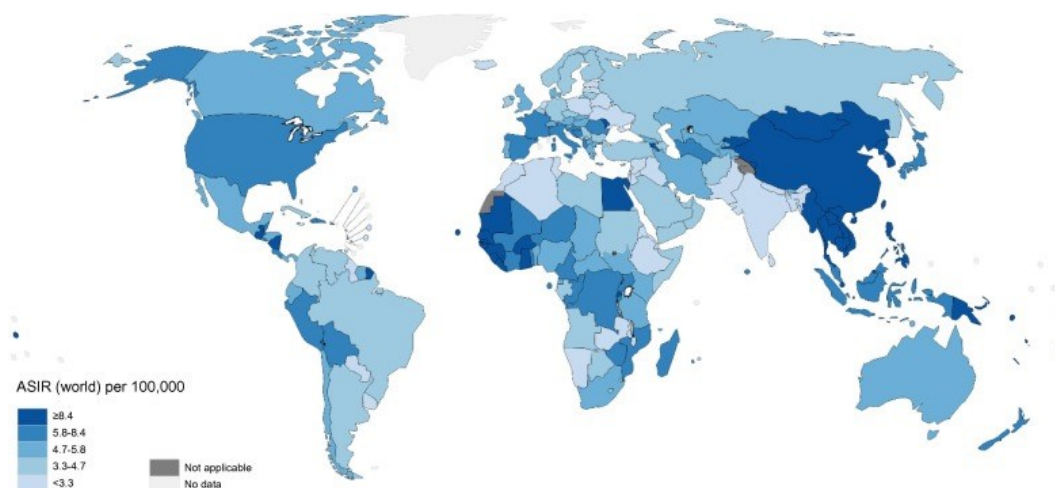 ASIR (world) per 100,000
≥8.4
5.8-8.4
4.7-5.8
3.3-4.7
<3.3
Not applicable
No data